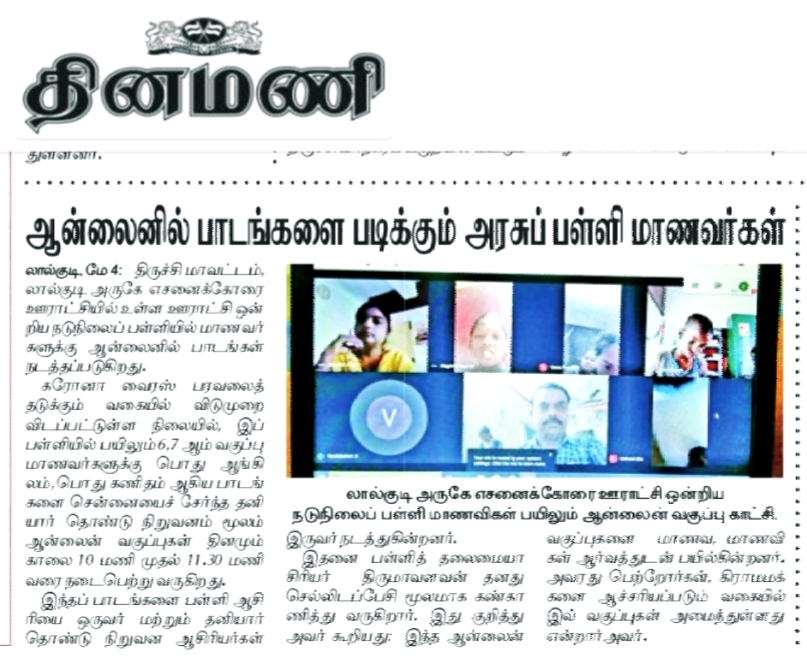 தினமணி
ஆன்லைனில் பாடங்களை படிக்கும் அரசுப் பள்ளி மாணவர்கள்
லால்குடி, மே 4: திருச்சி மாவட்டம்,
லால்குடி அருகே எசனைக்கோரை
ஊராட்சியில் உள்ள ஊராட்சி ஒன்
றிய நடுநிலைப் பள்ளியில் மாணவர்
களுக்கு ஆன்லைனில் பாடங்கள்
நடத்தப்படுகிறது.
கரோனா வைரஸ் பரவலைத்
தடுக்கும் வகையில் விடுமுறை
விடப்பட்டுள்ள நிலையில், இப்
பள்ளியில் பயிலும் 6,7 ஆம் வகுப்பு
மாணவர்களுக்கு பொது ஆங்கி
லம், பொது கணிதம் ஆகிய பாடங்
களை சென்னையைச் சேர்ந்த தனி
யார் தொண்டு நிறுவனம் மூலம்
ஆன்லைன் வகுப்புகள் தினமும்
காலை 10 மணி முதல் 11.30 மணி
வரை நடைபெற்று வருகிறது.
இந்தப் பாடங்களை பள்ளி ஆசி
ரியை ஒருவர் மற்றும் தனியார்
தொண்டு நிறுவன ஆசிரியர்கள்
V
லால்குடி அருகே எசனைக்கோரை ஊராட்சி ஒன்றிய
நடுநிலைப் பள்ளி மாணவிகள் பயிலும் ஆன்லைன் வகுப்பு காட்சி.
இருவர் நடத்துகின்றனர்.
இதனை பள்ளித் தலைமையா
சிரியர் திருமாவளவன் தனது
செல்லிடப்பேசி மூலமாக கண்கா
ணித்து வருகிறார். இது குறித்து
அவர் கூறியது: இந்த ஆன்லைன்
வகுப்புகளை மாணவ, மாணவி
கள் ஆர்வத்துடன் பயில்கின்றனர்.
அவரது பெற்றோர்கள், கிராமமக்
களை ஆச்சரியப்படும் வகையில்
இவ் வகுப்புகள் அமைந்துள்ளது
என்றார் அவர்.